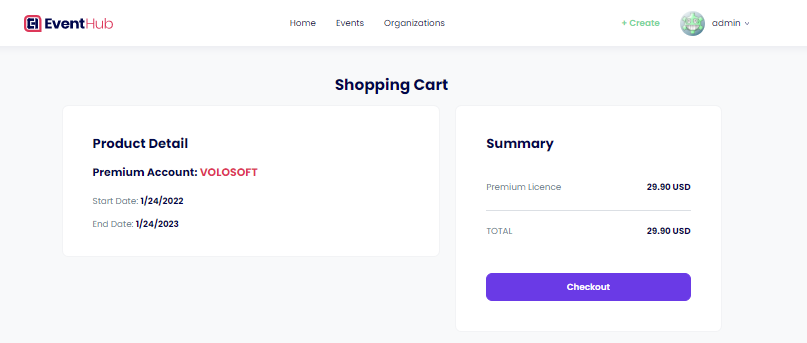 EventHub
Home
Events
Organizations
+ Create
admin
Shopping Cart
Product Detail
Premium Account: VOLOSOFT
Start Date: 1/24/2022
End Date: 1/24/2023
Summary
Premium Licence 29.90 USD
TOTAL 29.90 USD
Checkout